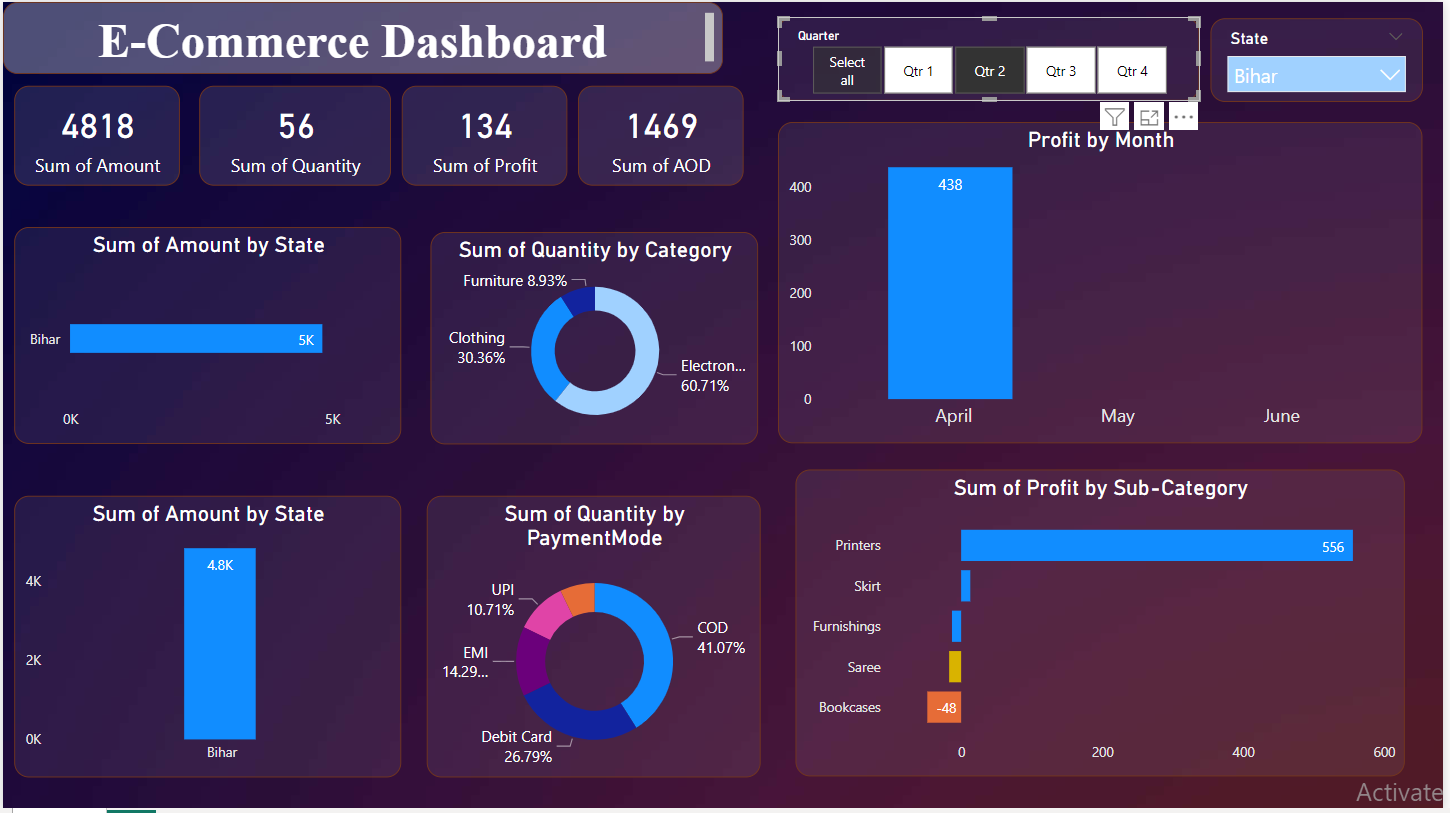 E-Commerce Dashboard
Quarter
Select
all
Qtr 1
Qtr 2
Qtr 3
Qtr 4
State
Bihar
4818
Sum of Amount
56
Sum of Quantity
134
Sum of Profit
1469
Sum of AOD
Profit by Month
400
300
200
100
0
438
April
May
June
Sum of Amount by State
Bihar
5K
0K
5K
Sum of Quantity by Category
Furniture 8.93%
Clothing
30.36%
Electron...
60.71%
Sum of Amount by State
4K
2K
0K
4.8K
Bihar
Sum of Quantity by
PaymentMode
UPI
10.71%
EMI
14.29...
Debit Card
26.79%
COD
41.07%
Sum of Profit by Sub-Category
Printers
556
Skirt
Furnishings
Saree
Bookcases
-48
0
200
400
600
Activate